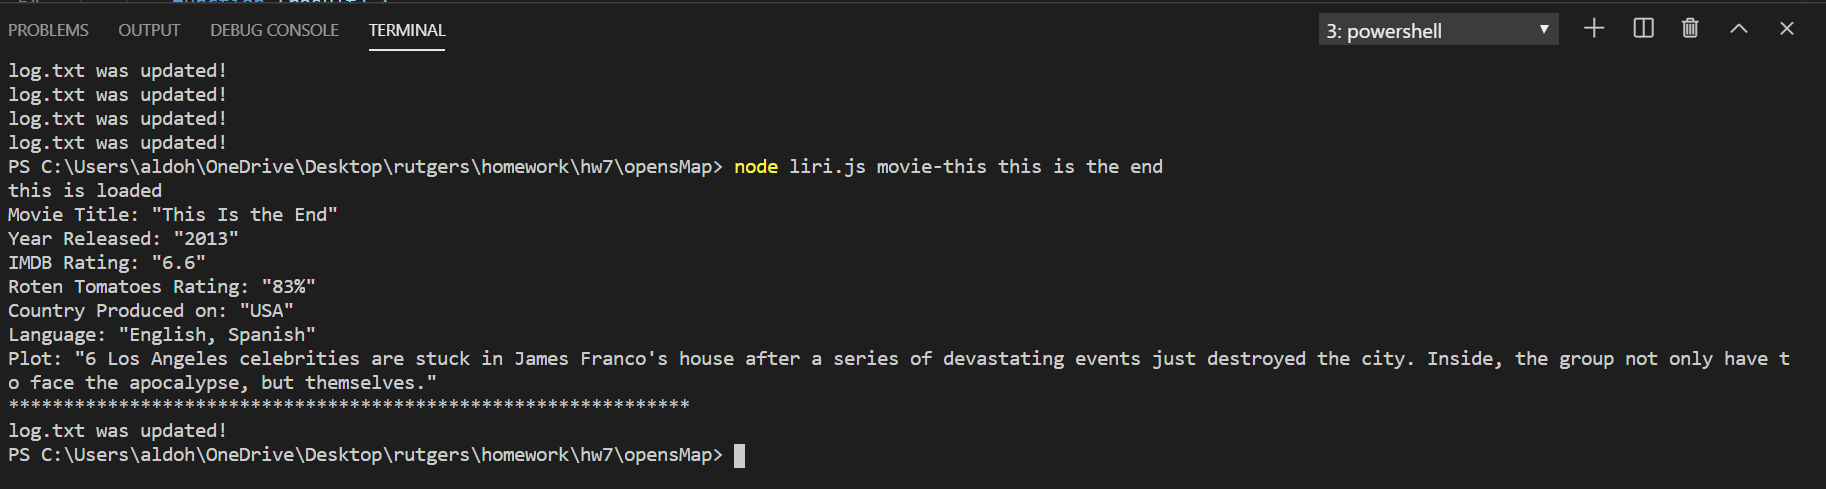 PROBLEMS OUTPUT DEBUG CONSOLE TERMINAL 3: powershell
log.txt was updated!
log.txt was updated!
log.txt was updated!
log.txt was updated!
PS C:\Users\aldoh\OneDrive\Desktop\rutgers\homework\hw7\opensMap> node liri.js movie-this this is the end
this is loaded
Movie Title: "This Is the End"
Year Released: "2013"
IMDB Rating: "6.6"
Roten Tomatoes Rating: "83%"
Country Produced on: "USA"
Language: "English, Spanish"
Plot: "6 Los Angeles celebrities are stuck in James Franco's house after a series of devastating events just destroyed the city. Inside, the group not only have t
o face the apocalypse, but themselves."
**************************************************************
log.txt was updated!
PS C:\Users\aldoh\OneDrive\Desktop\rutgers\homework\hw7\opensMap>